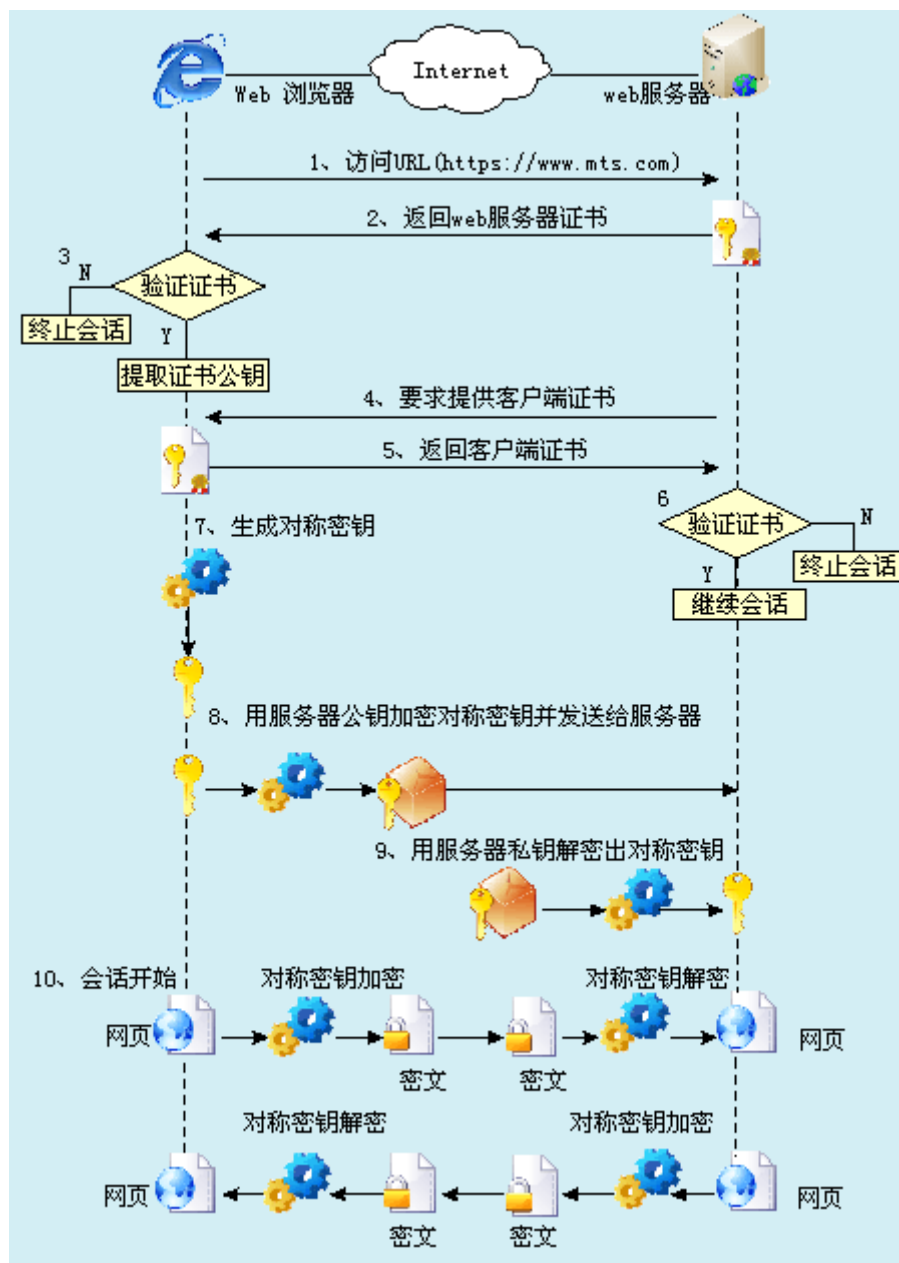 Internet
Web 浏览器
web服务器
1、访问URL(https://www.mts.com)
2、返回web服务器证书
3
N
验证证书
终止会话
Y
提取证书公钥
4、要求提供客户端证书
5、返回客户端证书
6
N
验证证书
7、生成对称密钥
终止会话
Y
继续会话
8、用服务器公钥加密对称密钥并发送给服务器
9、用服务器私钥解密出对称密钥
10、会话开始
对称密钥加密
对称密钥解密
网页
网页
密文
密文
对称密钥解密
对称密钥加密
网页
网页
密文
密文